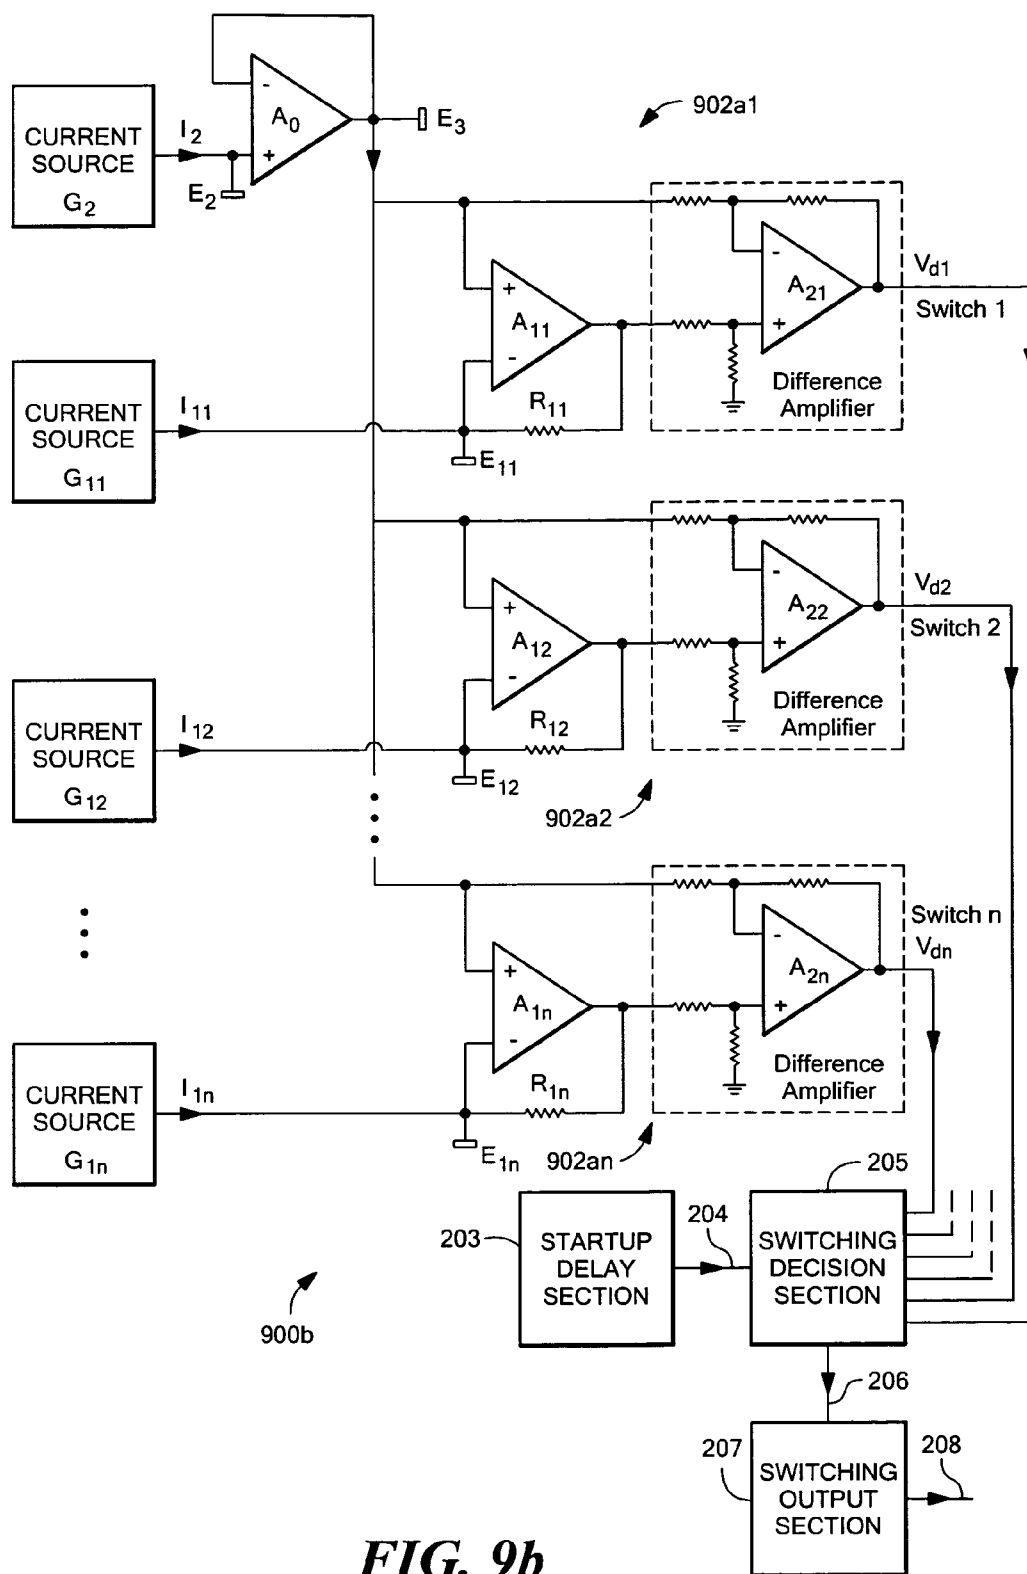 CURRENT
SOURCE
G2
I2
E2
-
+
A0
E3
902a1
CURRENT
SOURCE
G11
I11
+
-
A11
R11
E11
-
+
A21
Difference
Amplifier
Vd1
Switch 1
CURRENT
SOURCE
G12
I12
+
-
A12
R12
E12
-
+
A22
Difference
Amplifier
Vd2
Switch 2
902a2
CURRENT
SOURCE
G1n
I1n
+
-
A1n
R1n
E1n
-
+
A2n
Difference
Amplifier
Switch n
Vdn
902an
205
203
STARTUP
DELAY
SECTION
204
SWITCHING
DECISION
SECTION
900b
206
207
SWITCHING
OUTPUT
SECTION
208
FIG. 9b